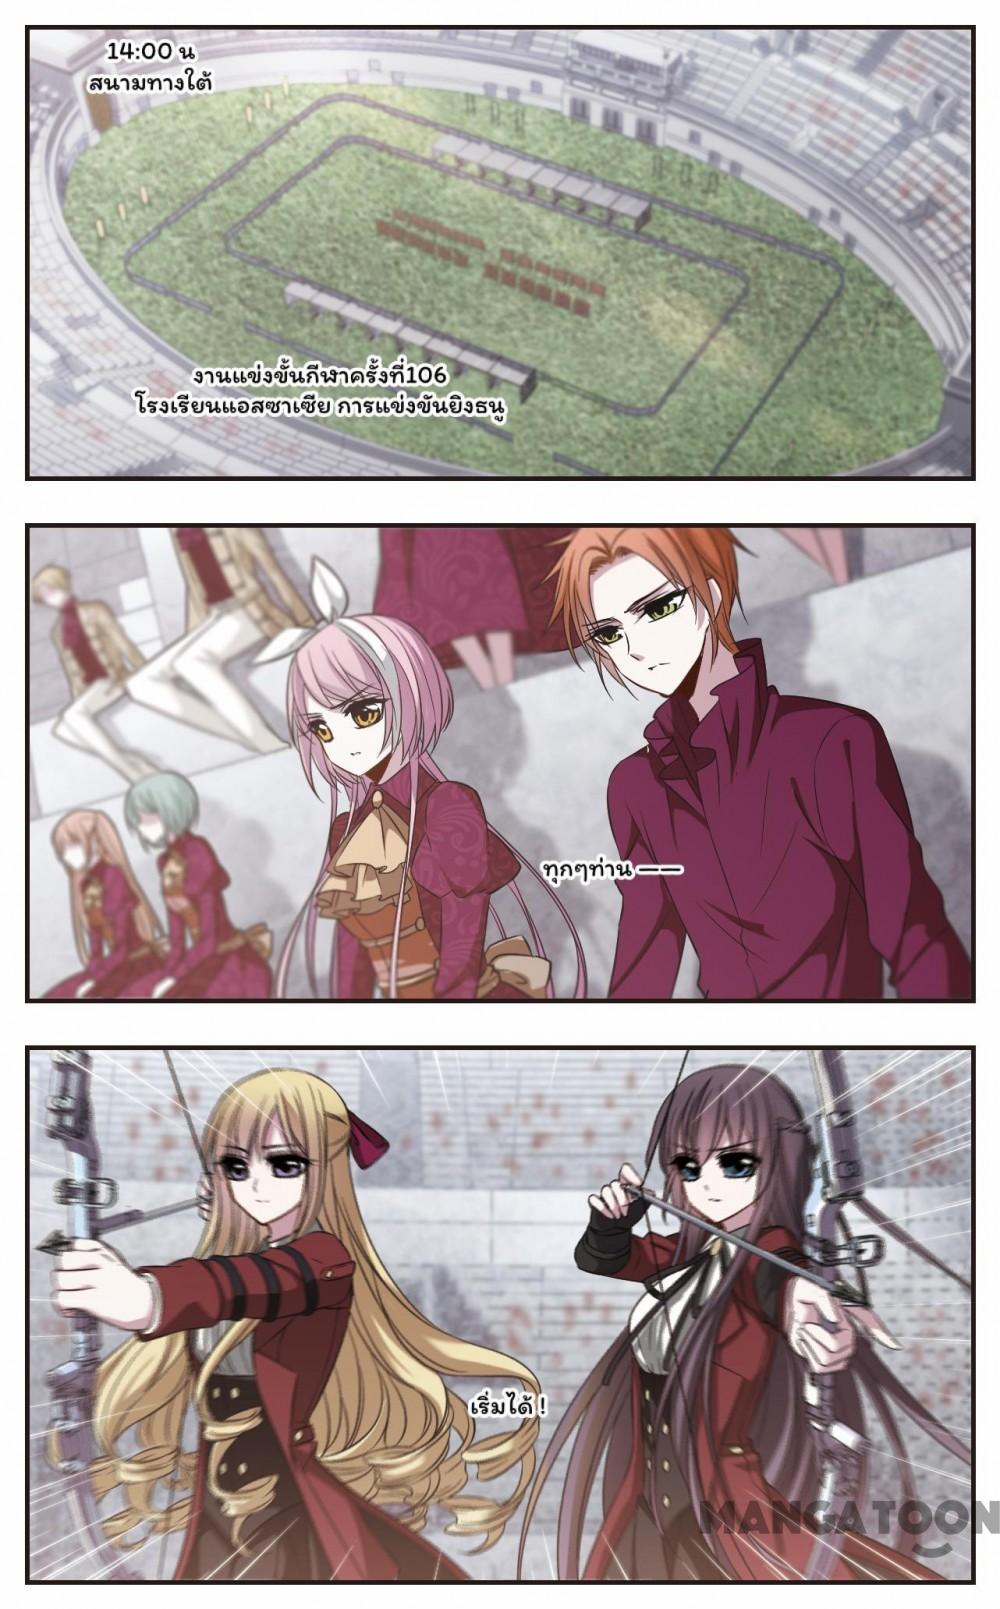 14:00 น
สนามทางใต้
งานแข่งขั้นกีฬาครั้งที่106
โรงเรียนแอสซาเซีย การแข่งขันยิงธนู
ทุกๆท่าน ——
เริ่มได้ !
MANGATOON